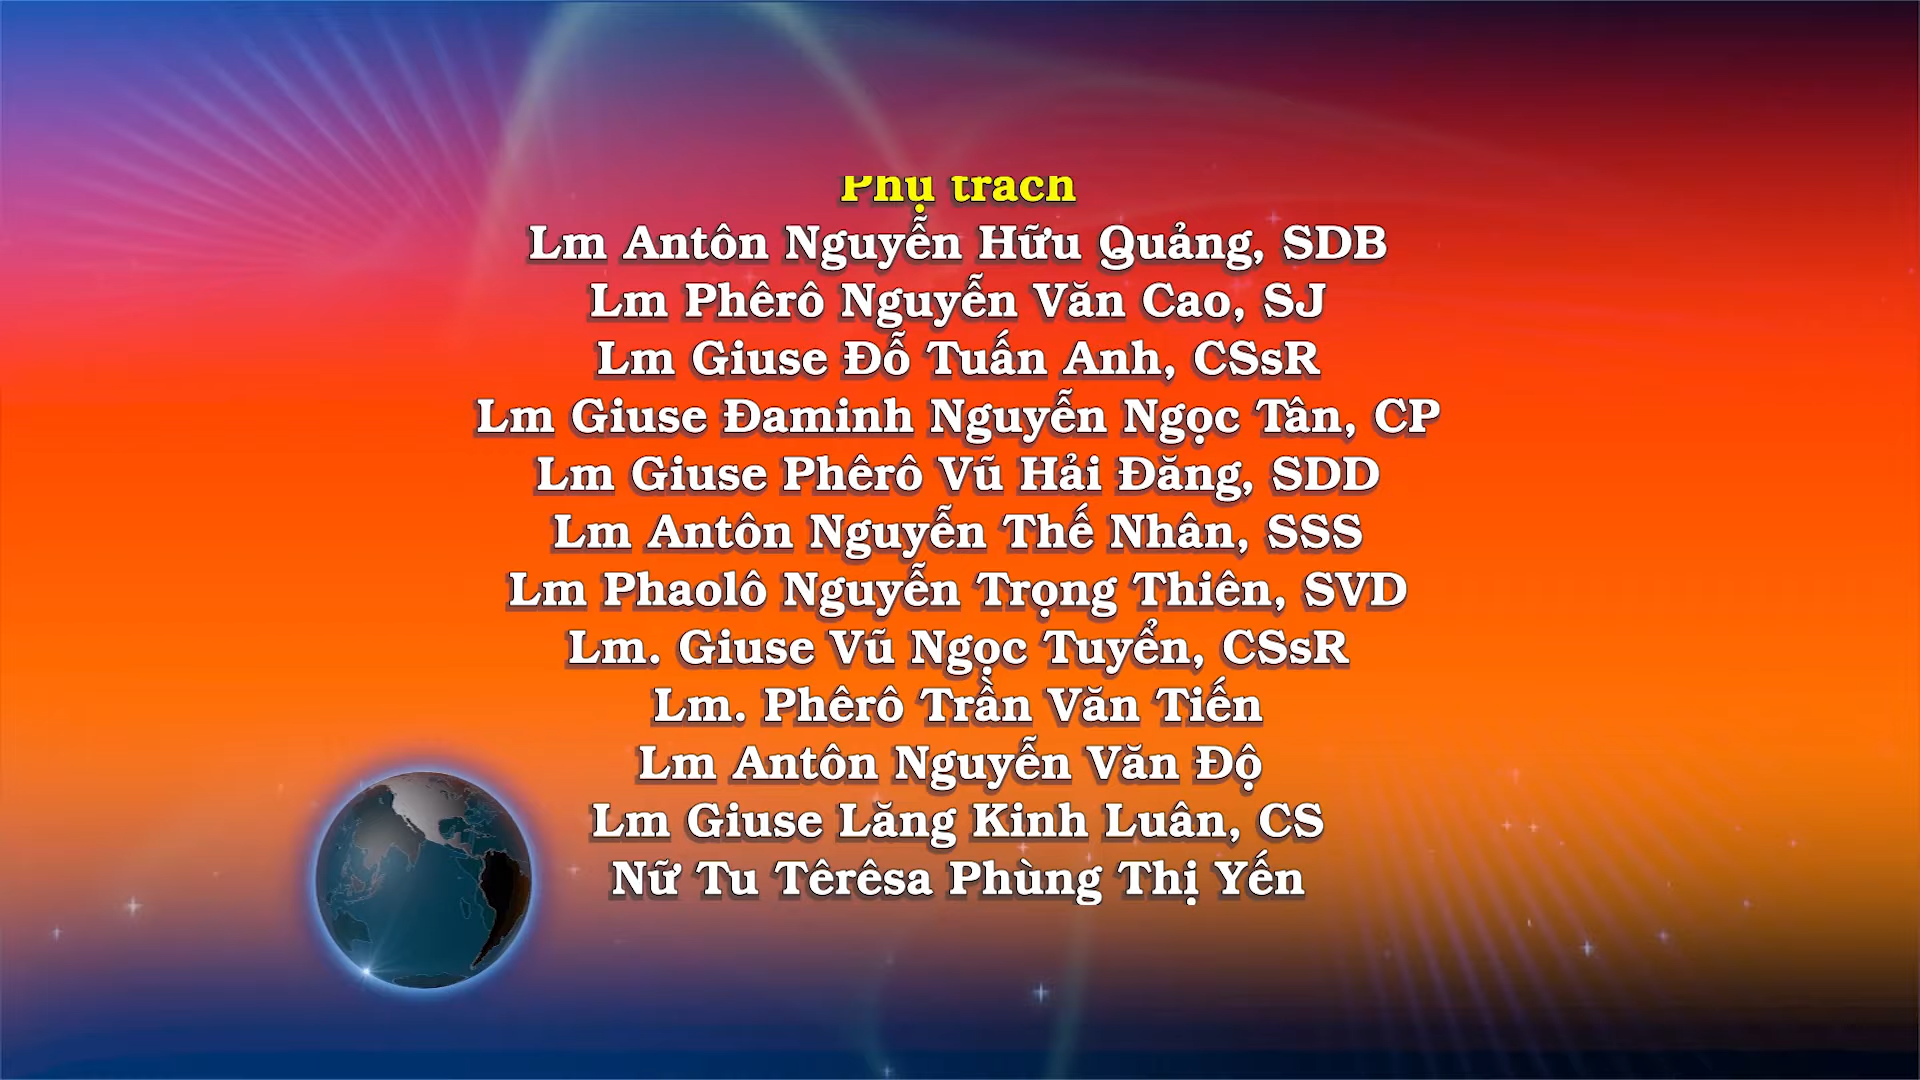 Phụ trách
Lm Antôn Nguyễn Hữu Quảng, SDB
Lm Phêrô Nguyễn Văn Cao, SJ
Lm Giuse Đỗ Tuấn Anh, CSsR
Lm Giuse Đaminh Nguyễn Ngọc Tân, CP
Lm Giuse Phêrô Vũ Hải Đăng, SDD
Lm Antôn Nguyễn Thế Nhân, SSS
Lm Phaolô Nguyễn Trọng Thiên, SVD
Lm. Giuse Vũ Ngọc Tuyển, CSsR
Lm. Phêrô Trần Văn Tiến
Lm Antôn Nguyễn Văn Độ
Lm Giuse Lăng Kinh Luân, CS
Nữ Tu Têrêsa Phùng Thị Yến